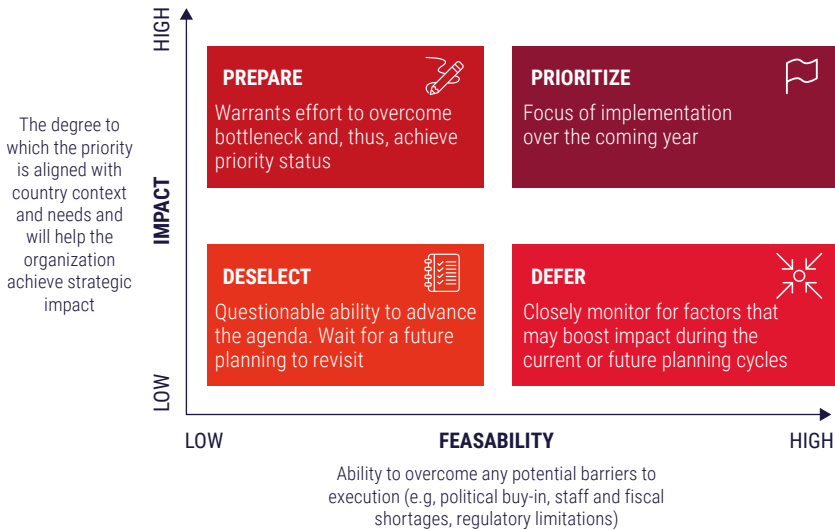 HIGH
PREPARE
Warrants effort to overcome
bottleneck and, thus, achieve
priority status
PRIORITIZE
Focus of implementation
over the coming year
The degree to
which the priority
is aligned with
country context
and needs and
will help the
organization
achieve strategic
impact
IMPACT
DESELECT
Questionable ability to advance
the agenda. Wait for a future
planning to revisit
DEFER
Closely monitor for factors that
may boost impact during the
current or future planning cycles
LOW
LOW
FEASABILITY
HIGH
Ability to overcome any potential barriers to
execution (e.g, political buy-in, staff and fiscal
shortages, regulatory limitations)